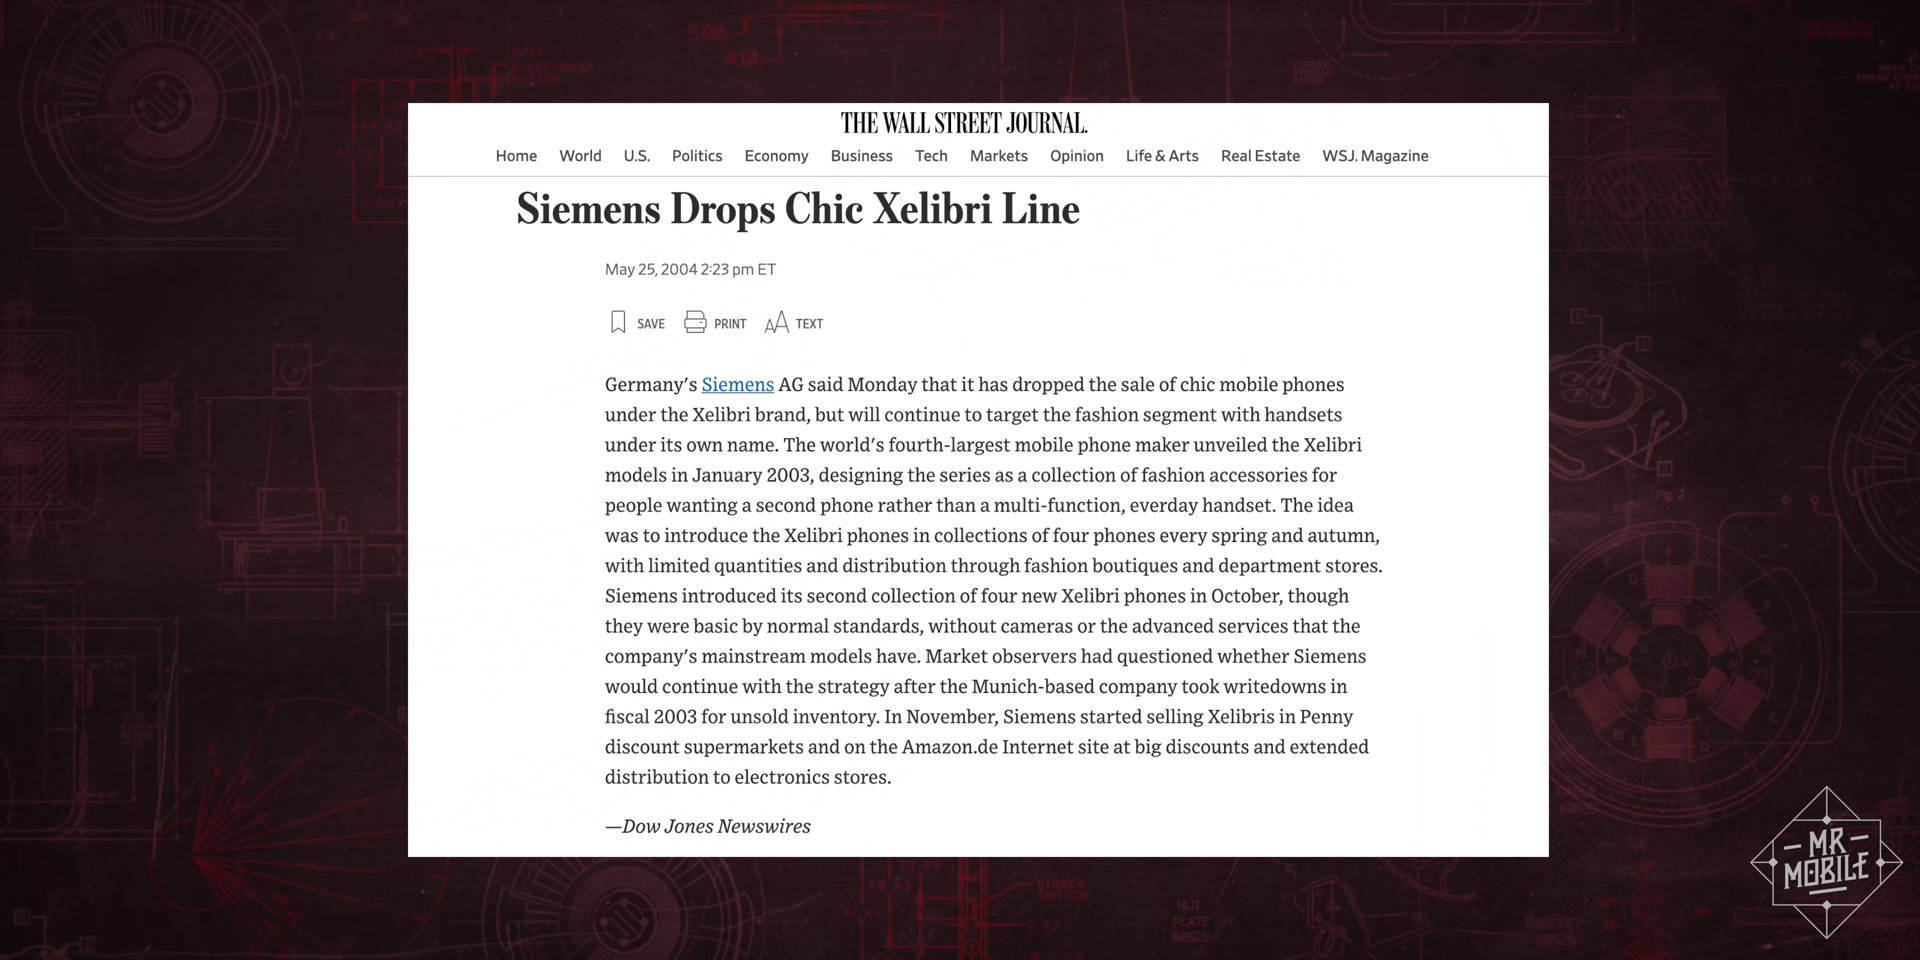 THE WALL STREET JOURNAL.
Home World U.S. Politics Economy Business Tech Markets Opinion Life & Arts Real Estate WSJ. Magazine
Siemens Drops Chic Xelibri Line
May 25, 2004 2:23 pm ET
SAVE PRINT TEXT
Germany's Siemens AG said Monday that it has dropped the sale of chic mobile phones
under the Xelibri brand, but will continue to target the fashion segment with handsets
under its own name. The world's fourth-largest mobile phone maker unveiled the Xelibri
models in January 2003, designing the series as a collection of fashion accessories for
people wanting a second phone rather than a multi-function, everday handset. The idea
was to introduce the Xelibri phones in collections of four phones every spring and autumn,
with limited quantities and distribution through fashion boutiques and department stores.
Siemens introduced its second collection of four new Xelibri phones in October, though
they were basic by normal standards, without cameras or the advanced services that the
company's mainstream models have. Market observers had questioned whether Siemens
would continue with the strategy after the Munich-based company took writedowns in
fiscal 2003 for unsold inventory. In November, Siemens started selling Xelibris in Penny
discount supermarkets and on the Amazon.de Internet site at big discounts and extended
distribution to electronics stores.
—Dow Jones Newswires
MR
MOBILE
5.90
410
NUT
PLATE